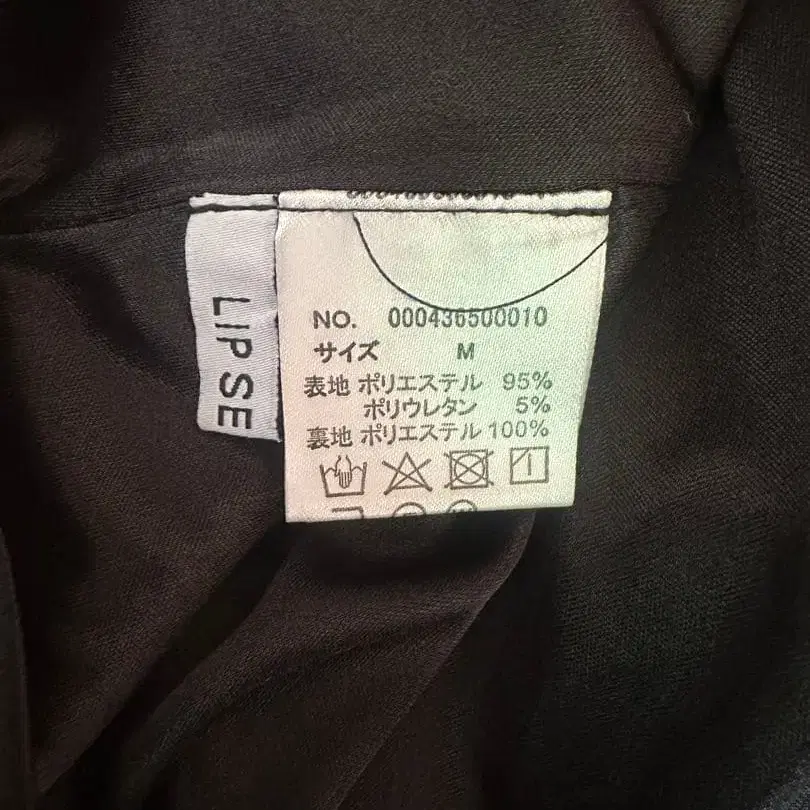 LIP SE
NO. 000436500010
サイズ M
表地 ポリエステル 95%
ポリウレタン 5%
裏地 ポリエステル 100%